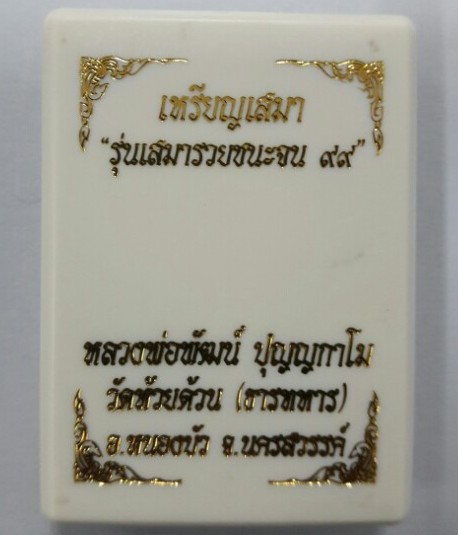 เหรียญเสมา
“รุ่นเสมารวยชนะจน ๙๙”
หลวงพ่อพัฒน์ ปุญญกาโม
วัดห้วยด้วน (ธารทหาร)
อ.หนองบัว จ.นครสวรรค์